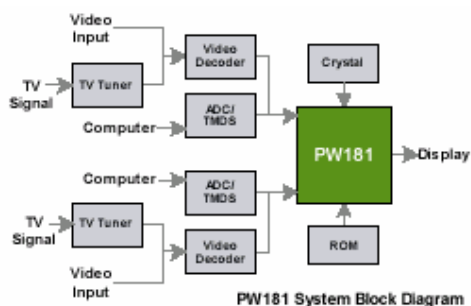 Video
Input
Video
Decoder
TV
Signal
TV Tuner
Crystal
Computer
ADC/
TMDS
PW181
Display
Computer
ADC/
TMDS
TV
Signal
TV Tuner
Video
Decoder
ROM
Video
Input
PW181 System Block Diagram